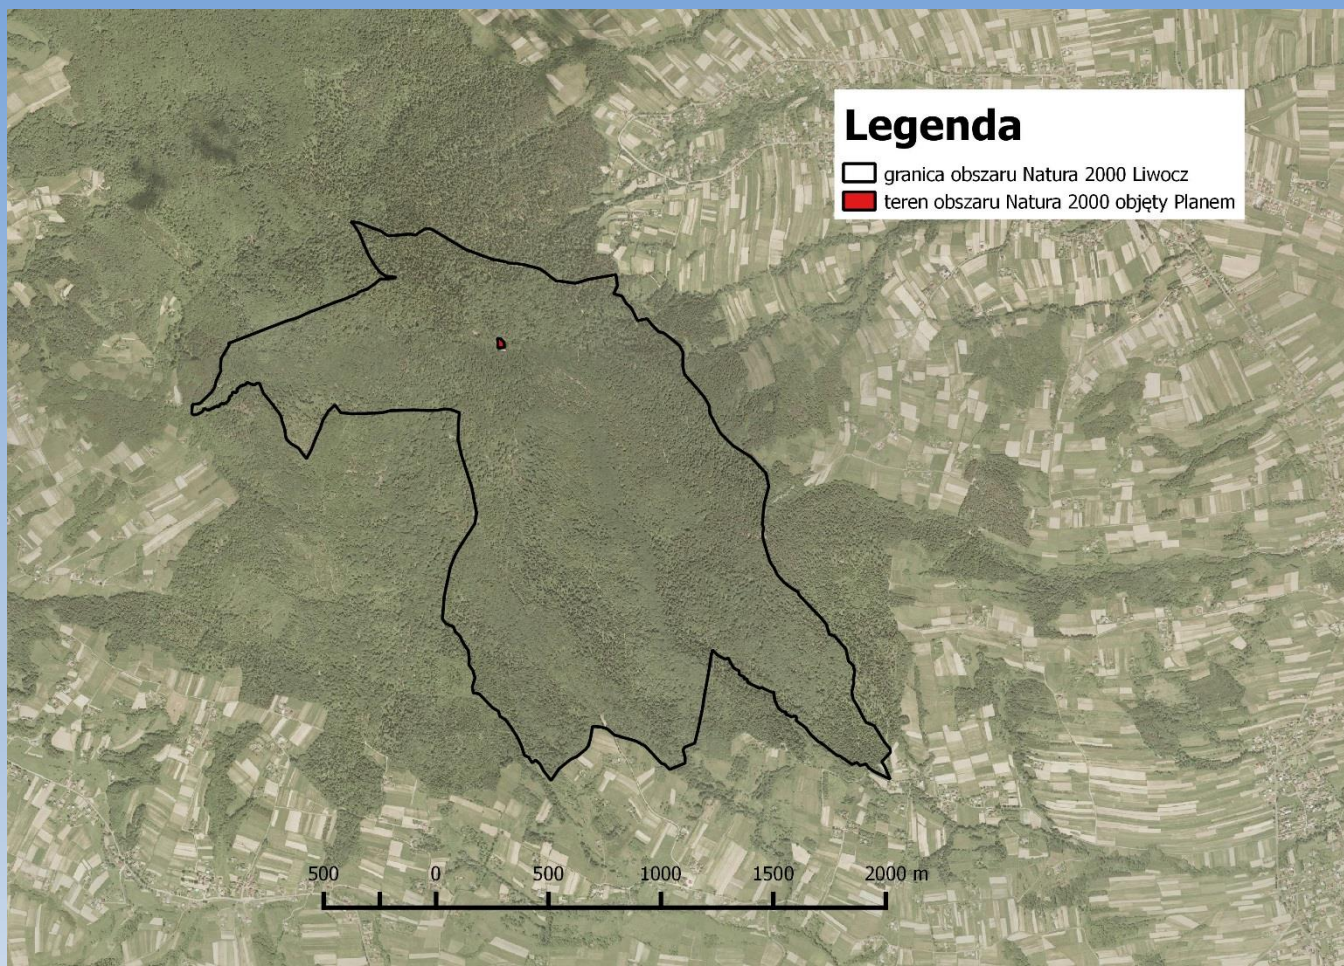 Legenda
granica obszaru Natura 2000 Liwocz
teren obszaru Natura 2000 objęty Planem
500 0 500 1000 1500 2000 m